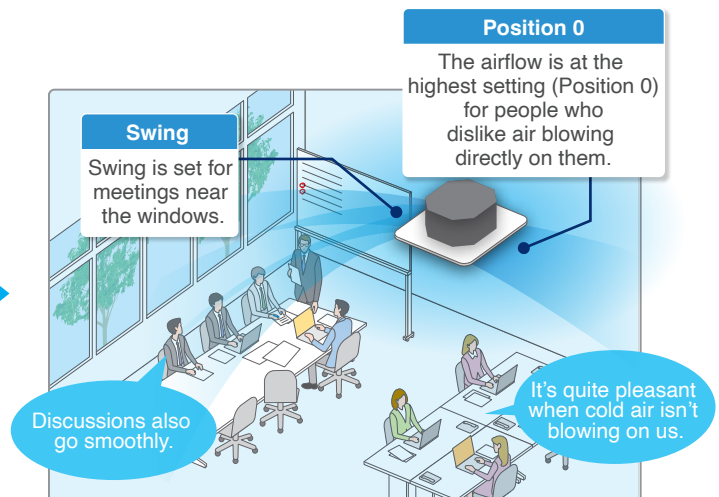 Position 0
The airflow is at the
highest setting (Position 0)
for people who
dislike air blowing
directly on them.
Swing
Swing is set for
meetings near
the windows.
Discussions also
go smoothly.
It's quite pleasant
when cold air isn't
blowing on us.